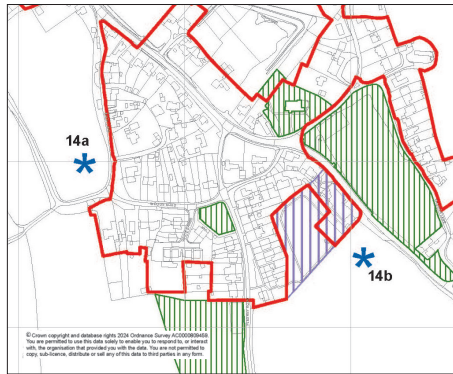 14a
14b
© Crown copyright and database rights 2024 Ordnance Survey AC0000809459
You are permitted to use this data solely to enable you to respond to, or interact
with, the organisation that provided you with the data. You are not permitted to
copy, sub-licence, distribute or sell any of this data to third parties in any form.